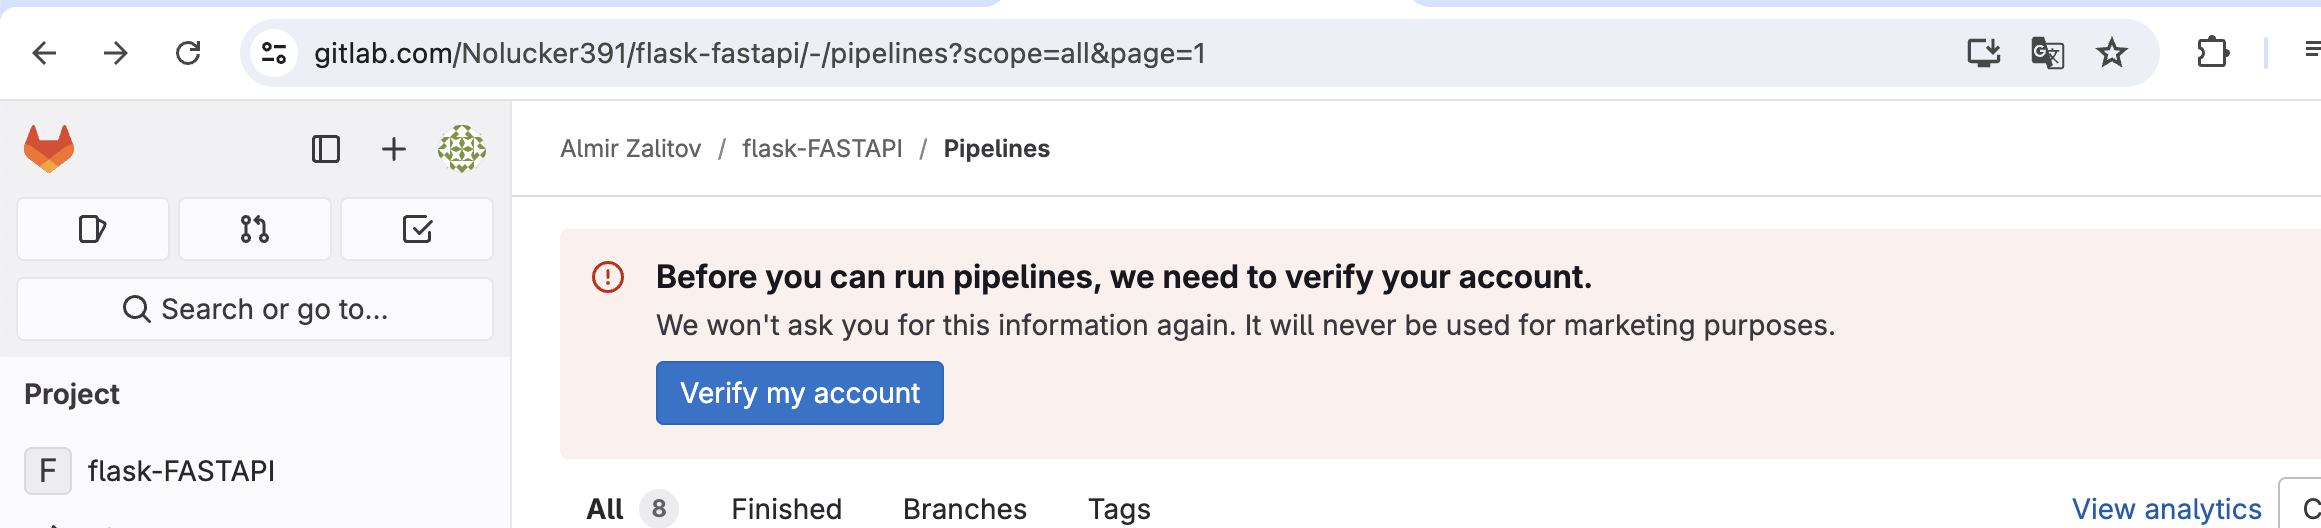 gitlab.com/Nolucker391/flask-fastapi/-/pipelines?scope=all&page=1
Almir Zalitov / flask-FASTAPI / Pipelines
Search or go to...
Project
F flask-FASTAPI
Before you can run pipelines, we need to verify your account.
We won't ask you for this information again. It will never be used for marketing purposes.
Verify my account
All 8 Finished Branches Tags View analytics